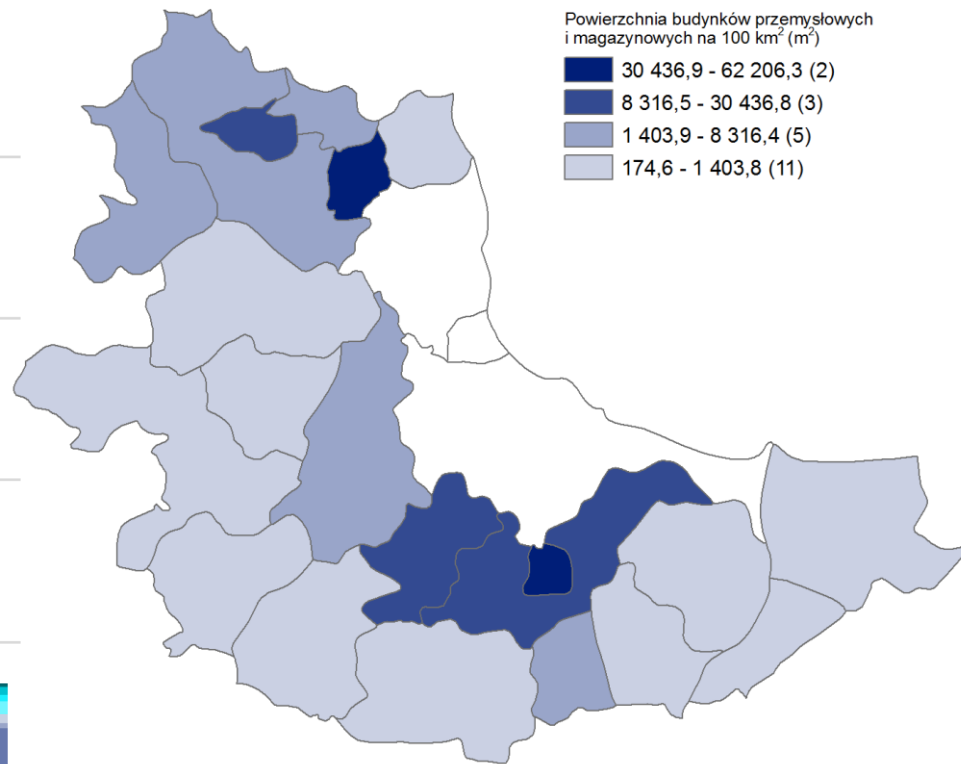 Powierzchnia budynków przemysłowych
i magazynowych na 100 km² (m²)
30 436,9 - 62 206,3 (2)
8 316,5 - 30 436,8 (3)
1 403,9 - 8 316,4 (5)
174,6 - 1 403,8 (11)